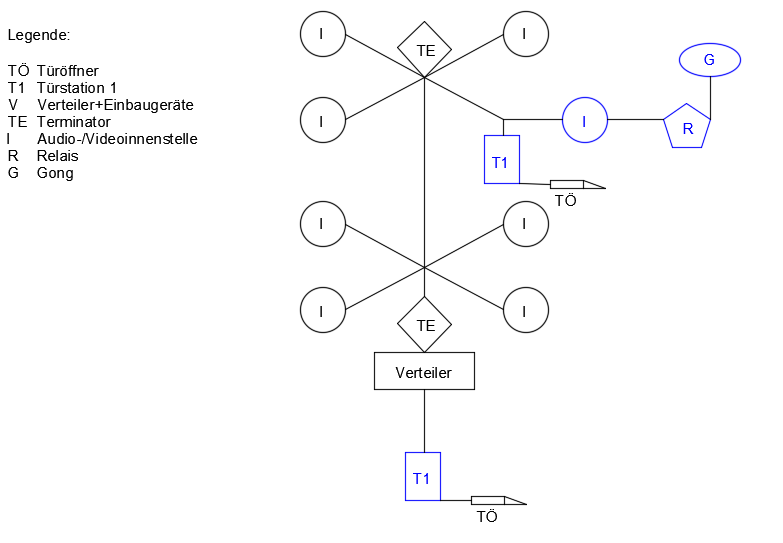 Legende:
TÖ Türöffner
T1 Türstation 1
V Verteiler+Einbaugeräte
TE Terminator
I Audio-/Videoinnenstelle
R Relais
G Gong
I
TE
I
G
I
I
R
T1
TÖ
I
I
I
I
TE
Verteiler
T1
TÖ